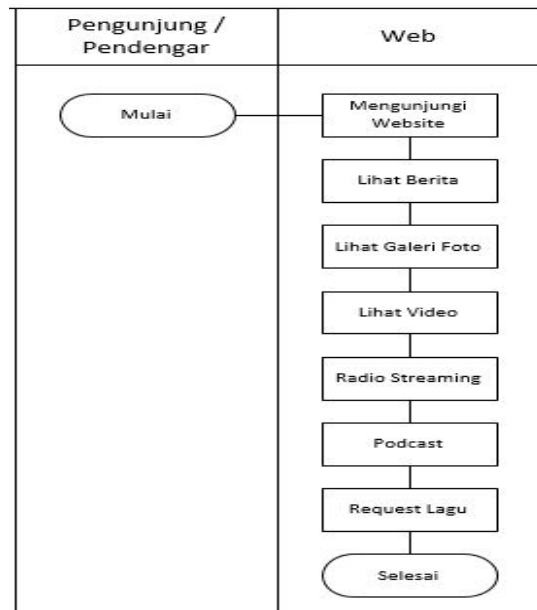 Pengunjung /
Pendengar
Web
Mulai
Mengunjungi
Website
Lihat Berita
Lihat Galeri Foto
Lihat Video
Radio Streaming
Podcast
Request Lagu
Selesai